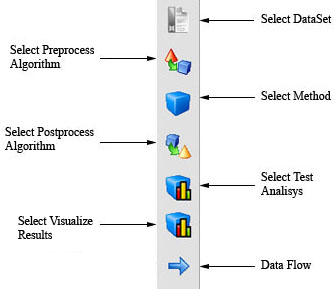 Select DataSet
Select Preprocess
Algorithm
Select Method
Select Postprocess
Algorithm
Select Test
Analisys
Select Visualize
Results
Data Flow